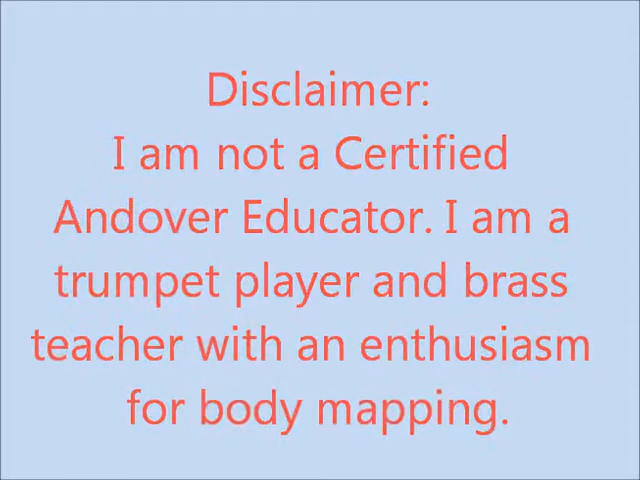 Disclaimer:
I am not a Certified
Andover Educator. I am a
trumpet player and brass
teacher with an enthusiasm
for body mapping.